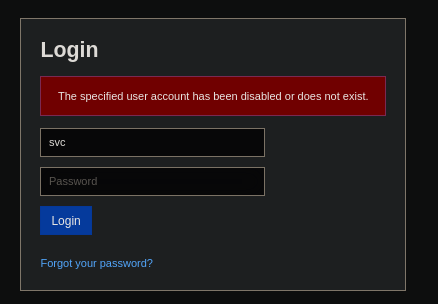 Login
The specified user account has been disabled or does not exist.
svc
Password
Login
Forgot your password?